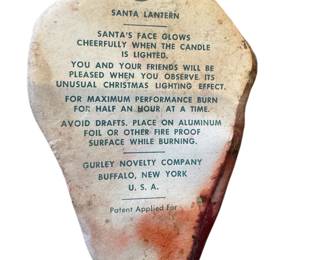 SANTA LANTERN
SANTA'S FACE GLOWS
CHEERFULLY WHEN THE CANDLE
IS LIGHTED.
YOU AND YOUR FRIENDS WILL BE
PLEASED WHEN YOU OBSERVE ITS
UNUSUAL CHRISTMAS LIGHTING EFFECT.
FOR MAXIMUM PERFORMANCE BURN
FOR HALF AN HOUR AT A TIME.
AVOID DRAFTS. PLACE ON ALUMINUM
FOIL OR OTHER FIRE PROOF
SURFACE WHILE BURNING.
GURLEY NOVELTY COMPANY
BUFFALO, NEW YORK
U. S. A.
Patent Applied For